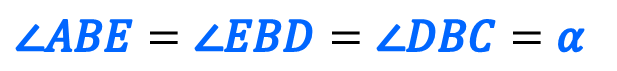 ∠ABE = ∠EBD = ∠DBC = α